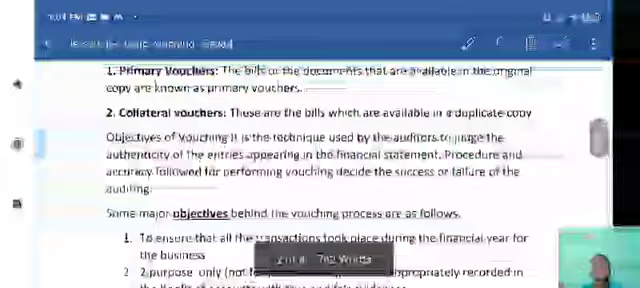 1. Primary Vouchers: The bills or the documents that are available in the original
copy are known as primary vouchers.
2. Collateral vouchers: These are the bills which are available in a duplicate copy
Objectives of Vouching It is the technique used by the auditors to judge the
authenticity of the entries appearing in the financial statement. Procedure and
accuracy followed for performing vouching decide the success or failure of the
auditing.
Some major objectives behind the vouching process are as follows.
1. To ensure that all the transactions took place during the financial year for
the business
2 purpose only (not appropriately recorded in